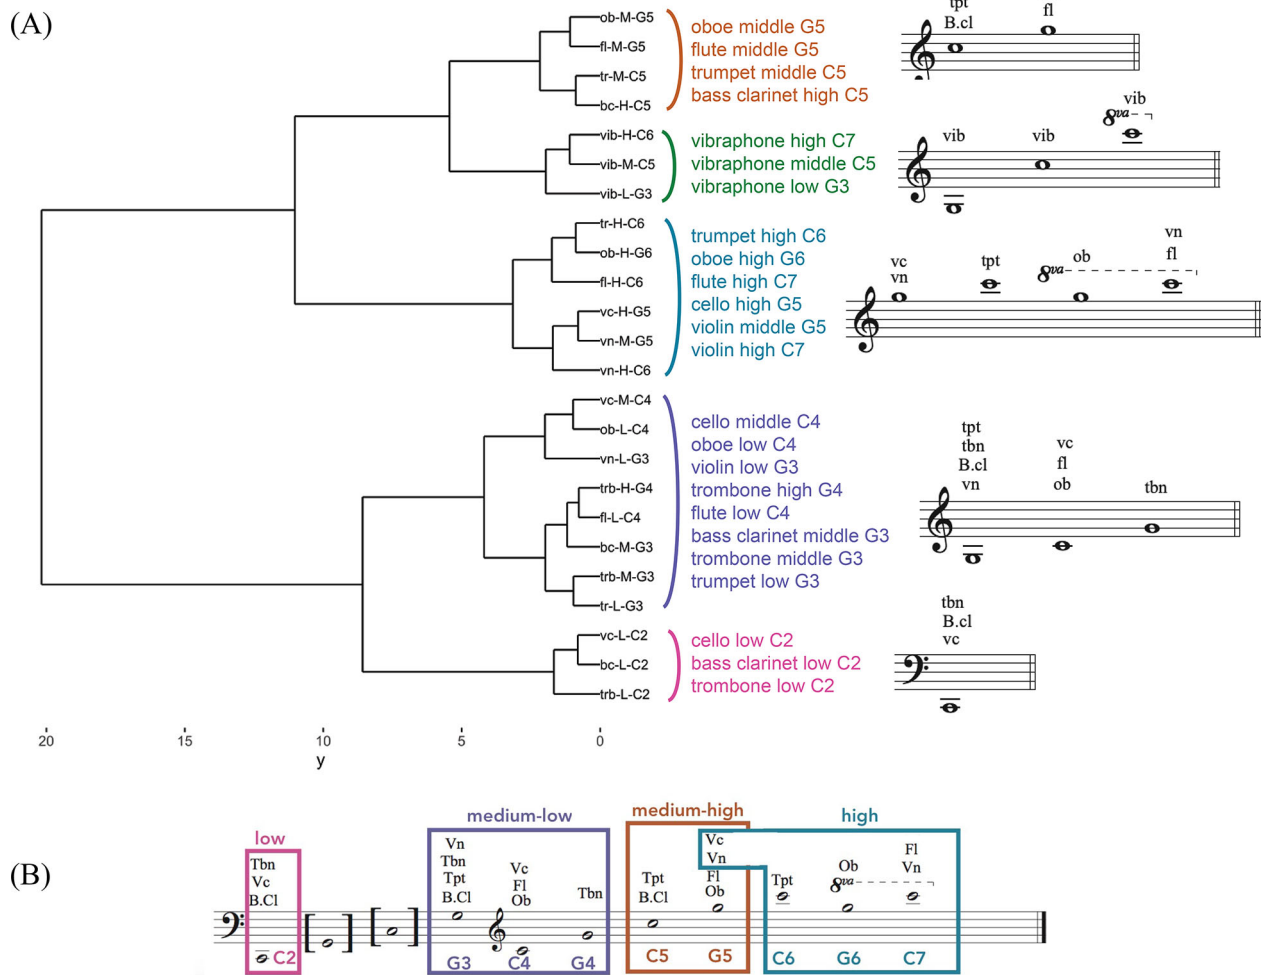 (A)
ob-M-G5
fl-M-G5
tr-M-C5
bc-H-C5
vib-H-C6
vib-M-C5
vib-L-G3
tr-H-C6
ob-H-G6
fl-H-C6
vc-H-G5
vn-M-G5
vn-H-C6
vc-M-C4
ob-L-C4
vn-L-G3
trb-H-G4
fl-L-C4
bc-M-G3
trb-M-G3
tr-L-G3
vc-L-C2
bc-L-C2
trb-L-C2
oboe middle G5
flute middle G5
trumpet middle C5
bass clarinet high C5
vibraphone high C7
vibraphone middle C5
vibraphone low G3
trumpet high C6
oboe high G6
flute high C7
cello high G5
violin middle G5
violin high C7
cello middle C4
oboe low C4
violin low G3
trombone high G4
flute low C4
bass clarinet middle G3
trombone middle G3
trumpet low G3
cello low C2
bass clarinet low C2
trombone low C2
tpt
B.cl
fl
vib
vib
vib
8va
vc
vn
tpt
8va
ob
vn
fl
tpt
tbn
B.cl
vn
vc
fl
ob
tbn
tbn
B.cl
vc
20 15 10 5 0
y
(B)
low
Tbn
Vc
B.Cl
C2
medium-low
Vn
Tbn
Tpt
B.Cl
G3
Vc
Fl
Ob
C4
Tbn
G4
medium-high
Tpt
B.Cl
C5
Vc
Vn
Fl
Ob
G5
high
Tpt
C6
Ob
8va
G6
Fl
Vn
C7